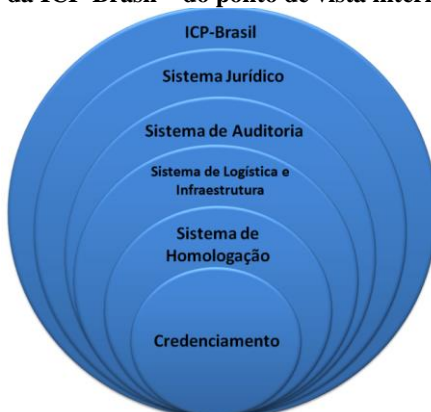 da ICP-Brasil – do ponto de vista
ICP-Brasil
Sistema Jurídico
Sistema de Auditoria
Sistema de Logística e
Infraestrutura
Sistema de
Homologação
Credenciamento